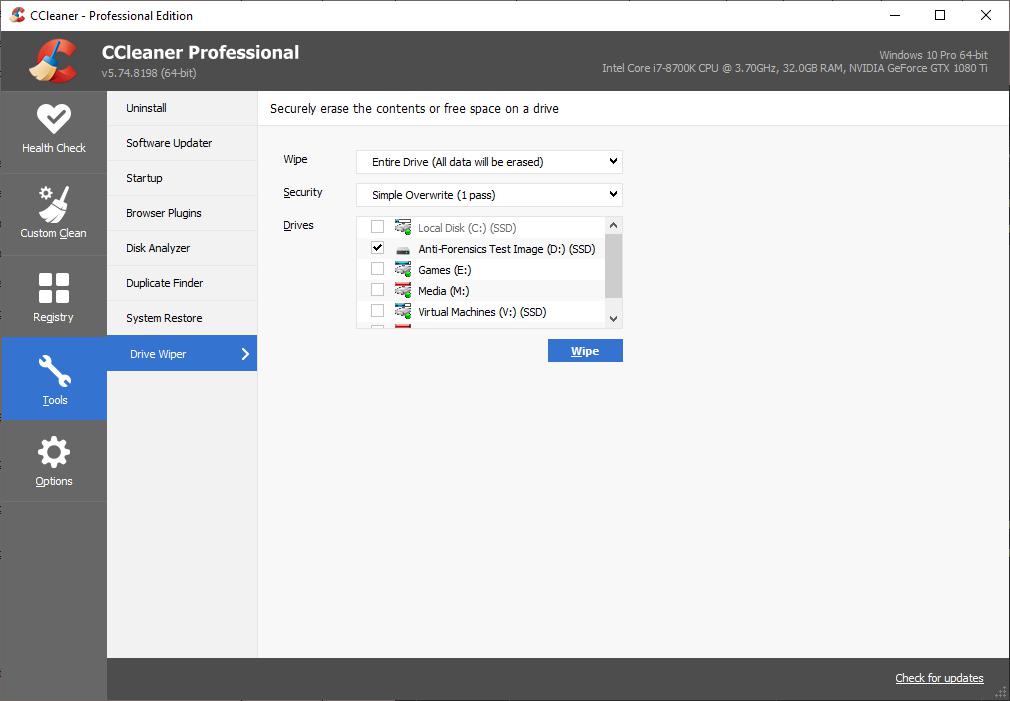 CCleaner - Professional Edition
CCleaner Professional
v5.74.8198 (64-bit)
Windows 10 Pro 64-bit
Intel Core i7-8700K CPU @ 3.70GHz, 32.0GB RAM, NVIDIA GeForce GTX 1080 Ti
Health Check
Custom Clean
Registry
Tools
Options
Uninstall
Software Updater
Startup
Browser Plugins
Disk Analyzer
Duplicate Finder
System Restore
Drive Wiper
Securely erase the contents or free space on a drive
Wipe
Entire Drive (All data will be erased)
Security
Simple Overwrite (1 pass)
Drives
Local Disk (C:) (SSD)
Anti-Forensics Test Image (D:) (SSD)
Games (E:)
Media (M:)
Virtual Machines (V:) (SSD)
Wipe
Check for updates